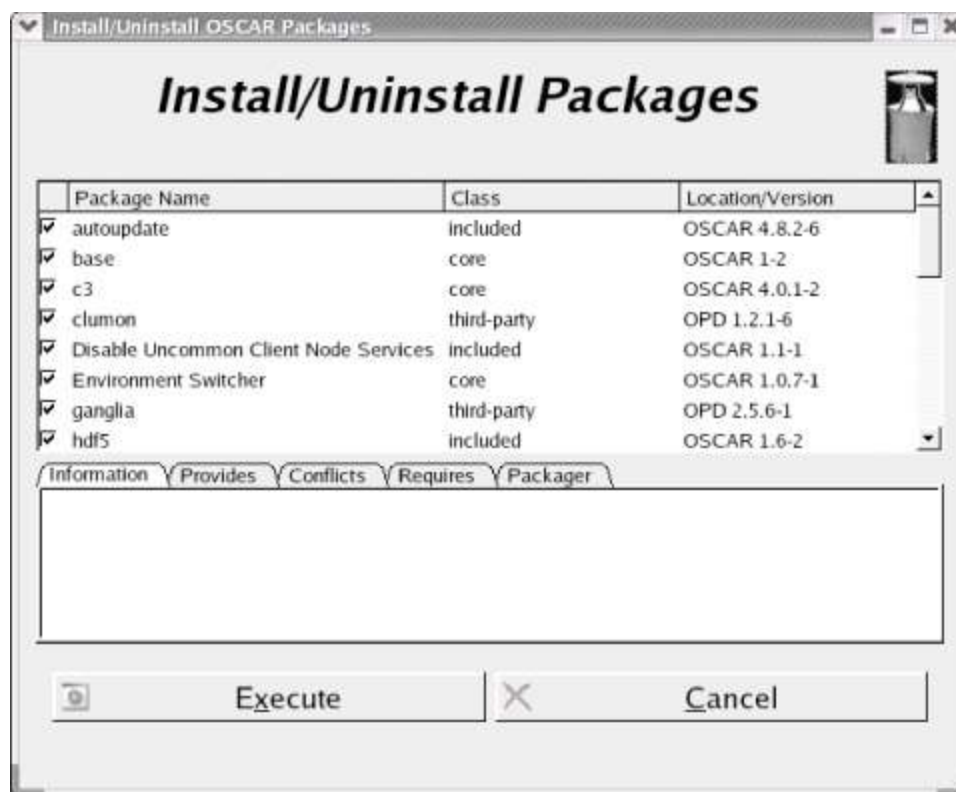 Install/Uninstall OSCAR Packages
Install/Uninstall Packages
Package Name Class Location/Version
autoupdate included OSCAR 4.8.2-6
base core OSCAR 1-2
c3 core OSCAR 4.0.1-2
clumon third-party OPD 1.2.1-6
Disable Uncommon Client Node Services included OSCAR 1.1-1
Environment Switcher core OSCAR 1.0.7-1
ganglia third-party OPD 2.5.6-1
hdf5 included OSCAR 1.6-2
Information Provides Conflicts Requires Packager
Execute Cancel